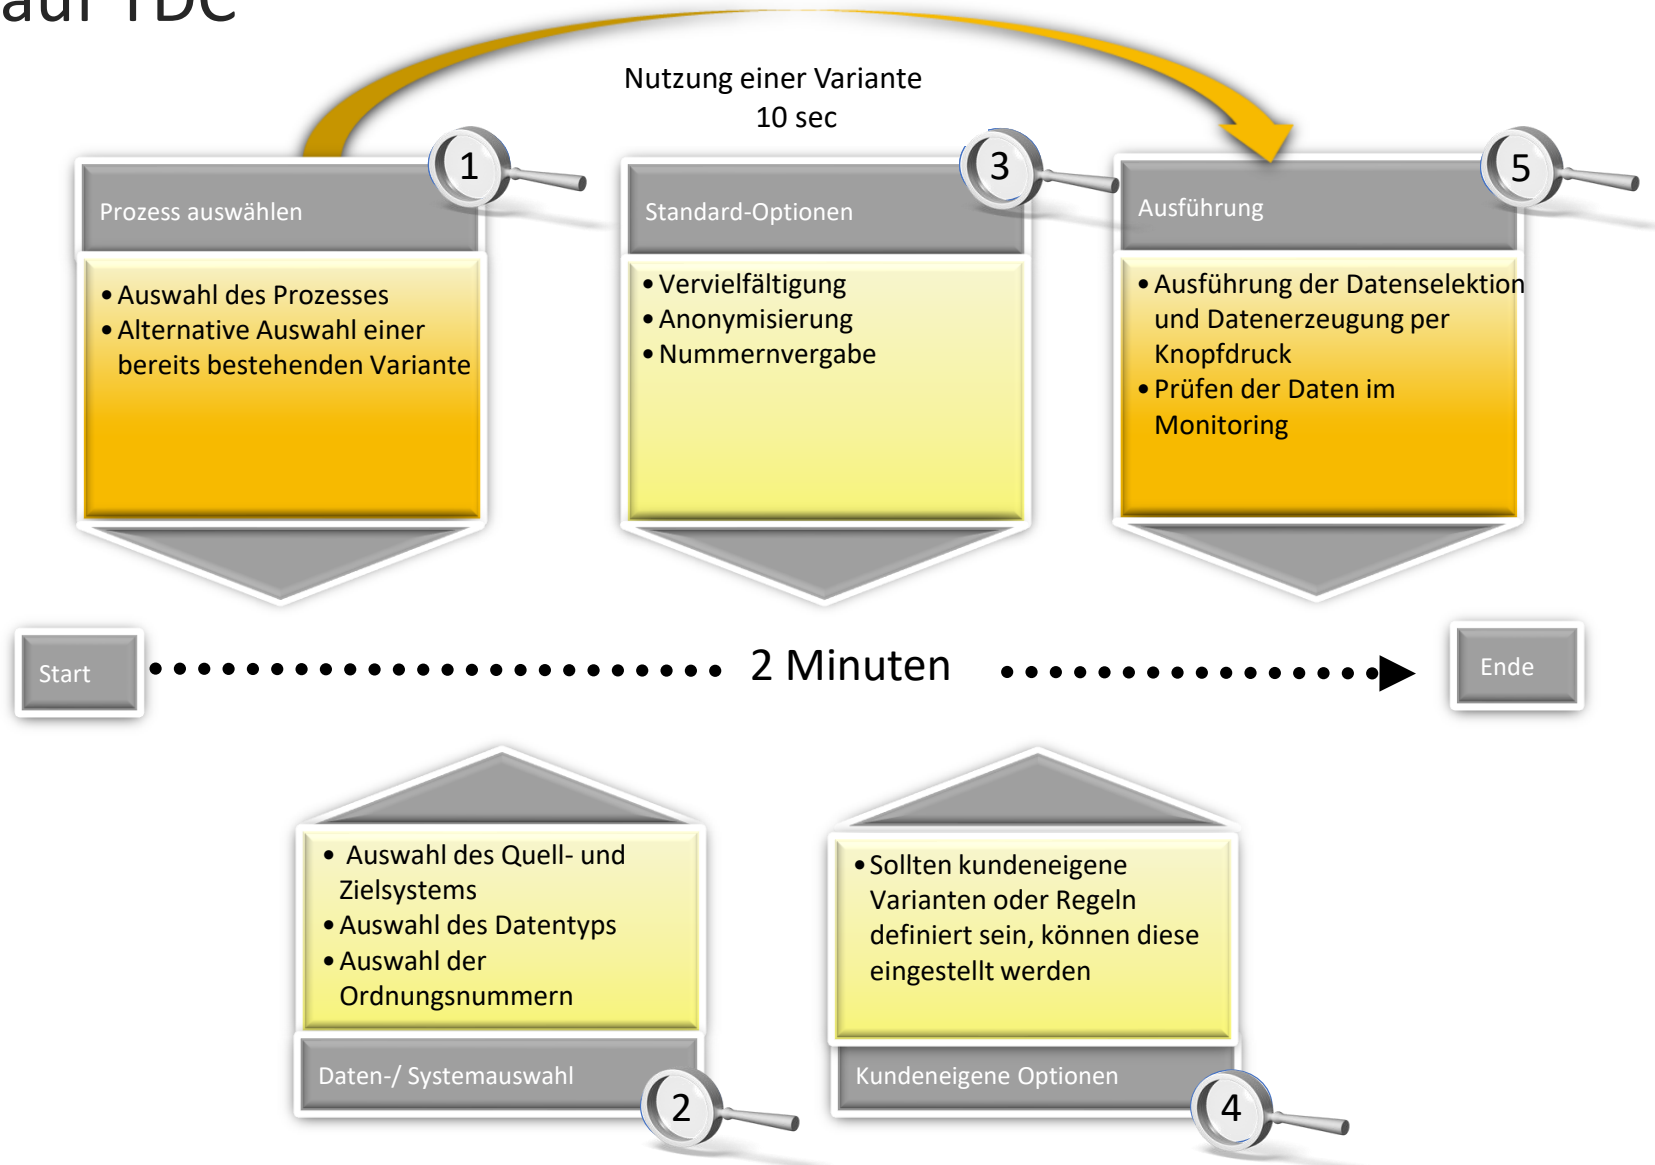 auf TDC
Nutzung einer Variante
10 sec
1
Prozess auswählen
• Auswahl des Prozesses
• Alternative Auswahl einer
bereits bestehenden Variante
3
Standard-Optionen
• Vervielfältigung
• Anonymisierung
• Nummernvergabe
5
Ausführung
• Ausführung der Datenselektion
und Datenerzeugung per
Knopfdruck
• Prüfen der Daten im
Monitoring
Start
2 Minuten
Ende
• Auswahl des Quell- und
Zielsystems
• Auswahl des Datentyps
• Auswahl der
Ordnungsnummern
Daten-/ Systemauswahl
2
• Sollten kundeneigene
Varianten oder Regeln
definiert sein, können diese
eingestellt werden
Kundeneigene Optionen
4